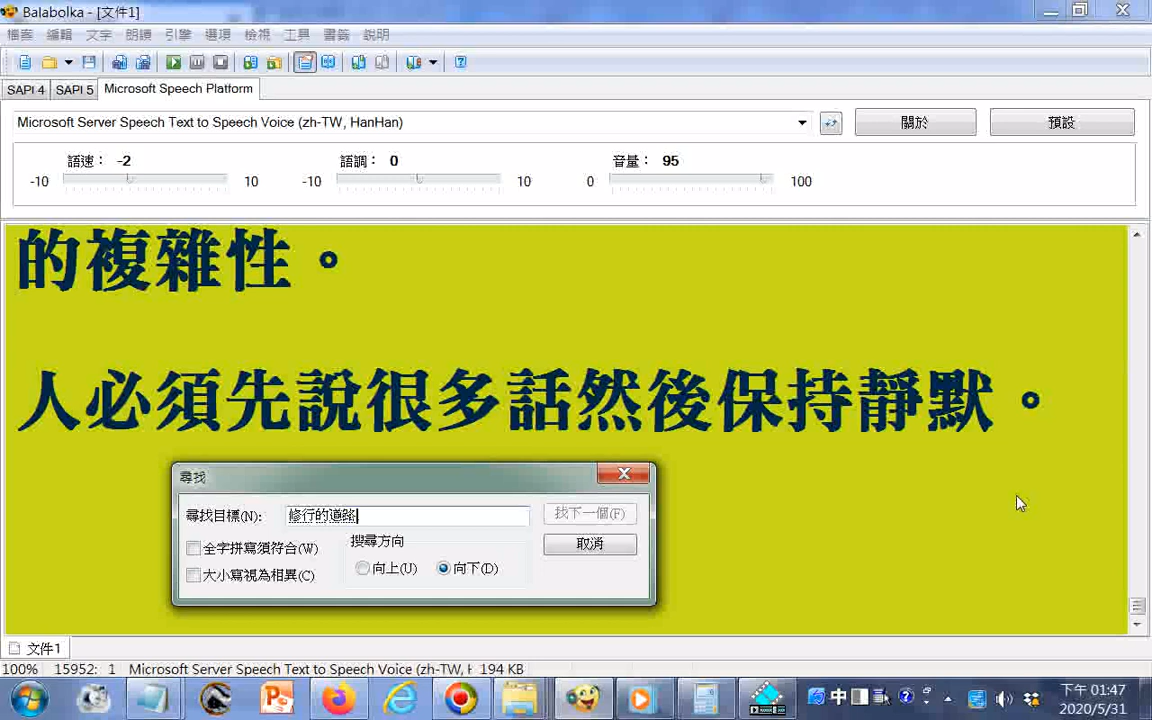 Balabolka - [文件1]
檔案 編輯 文字 朗讀 引擎 選項 檢視 工具 書籤 說明
SAPI 4 SAPI 5 Microsoft Speech Platform
Microsoft Server Speech Text to Speech Voice (zh-TW, HanHan) 關於 預設
語速： -2 語調： 0 音量： 95
-10 10 -10 10 0 100
的複雜性。
人必須先說很多話然後保持靜默。
尋找
尋找目標(N): 修行的道路 找下一個(F)
全字拼寫須符合(W) 搜尋方向 取消
大小寫視為相異(C) 向上(U) 向下(D)
文件1
100% 15952: 1 Microsoft Server Speech Text to Speech Voice (zh-TW, H 194 KB
中 下午 01:47
2020/5/31